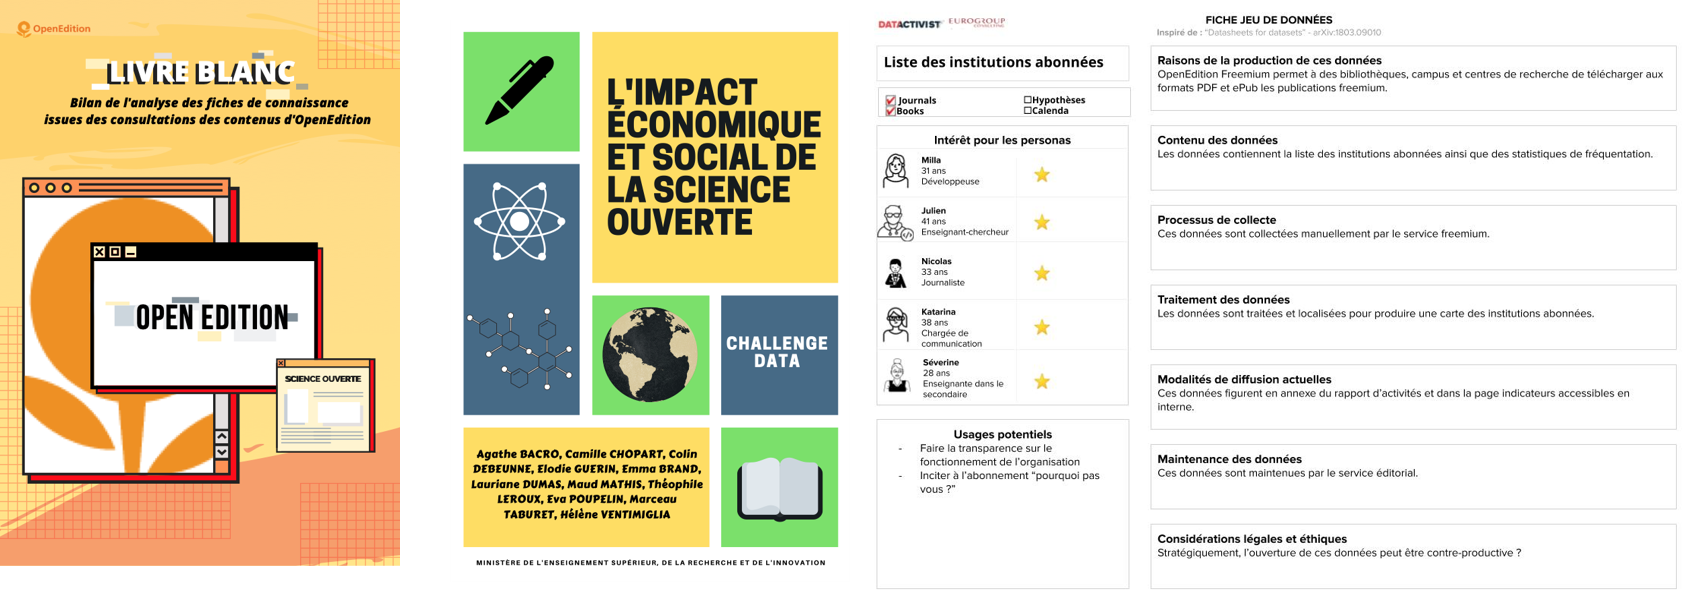 OpenEdition
LIVRE BLANC
Bilan de l'analyse des fiches de connaissance
issues des consultations des contenus d'OpenEdition
OPEN EDITION
SCIENCE OUVERTE
L'IMPACT
ÉCONOMIQUE
ET SOCIAL DE
LA SCIENCE
OUVERTE
CHALLENGE
DATA
Agathe BACRO, Camille CHOPART, Colin
DEBEUNNE, Elodie GUERIN, Emma BRAND,
Lauriane DUMAS, Maud MATHIS, Théophile
LEROUX, Eva POUPELIN, Marceau
TABURET, Hélène VENTIMIGLIA
MINISTÈRE DE L'ENSEIGNEMENT SUPÉRIEUR, DE LA RECHERCHE ET DE L'INNOVATION
DATACTIVIST EUROGROUP
CONSULTING
FICHE JEU DE DONNÉES
Inspiré de : "Datasheets for datasets" - arXiv:1803.09010
Liste des institutions abonnées
Journals
Books
Hypothèses
Calenda
Intérêt pour les personas
Milla
31 ans
Développeuse
Julien
41 ans
Enseignant-chercheur
Nicolas
33 ans
Journaliste
Katarina
38 ans
Chargée de
communication
Séverine
28 ans
Enseignante dans le
secondaire
Usages potentiels
- Faire la transparence sur le
fonctionnement de l'organisation
- Inciter à l'abonnement "pourquoi pas
vous ?"
Raisons de la production de ces données
OpenEdition Freemium permet à des bibliothèques, campus et centres de recherche de télécharger aux
formats PDF et ePub les publications freemium.
Contenu des données
Les données contiennent la liste des institutions abonnées ainsi que des statistiques de fréquentation.
Processus de collecte
Ces données sont collectées manuellement par le service freemium.
Traitement des données
Les données sont traitées et localisées pour produire une carte des institutions abonnées.
Modalités de diffusion actuelles
Ces données figurent en annexe du rapport d'activités et dans la page indicateurs accessibles en
interne.
Maintenance des données
Ces données sont maintenues par le service éditorial.
Considérations légales et éthiques
Stratégiquement, l'ouverture de ces données peut être contre-productive ?